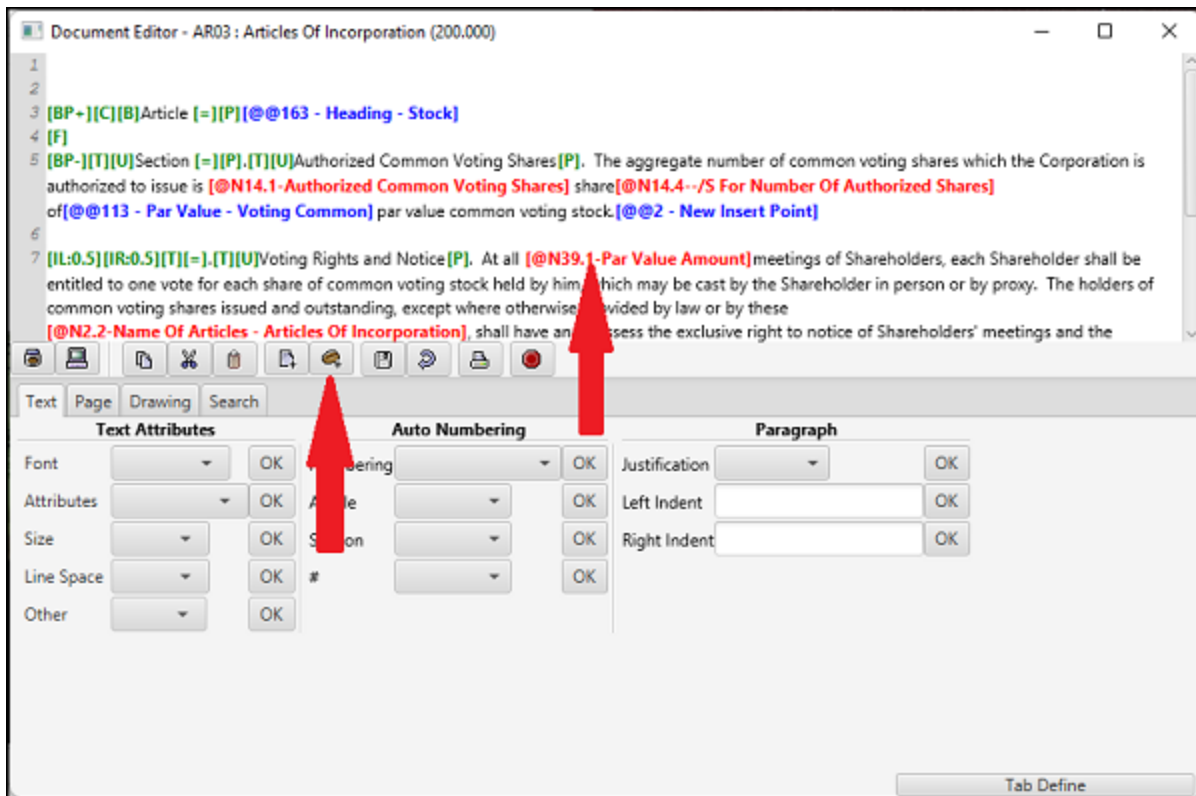 Document Editor - AR03 : Articles Of Incorporation (200.000)
1
2
3 [BP+][C][B]Article [=][P][@@163 - Heading - Stock]
4 [F]
5 [BP-][T][U]Section [=][P].[T][U]Authorized Common Voting Shares[P].  The aggregate number of common voting shares which the Corporation is
authorized to issue is [@N14.1-Authorized Common Voting Shares] share[@N14.4--/S For Number Of Authorized Shares]
of[@@113 - Par Value - Voting Common] par value common voting stock.[@@2 - New Insert Point]
6
7 [IL:0.5][IR:0.5][T][=].[T][U]Voting Rights and Notice[P].  At all [@N39.1-Par Value Amount]meetings of Shareholders, each Shareholder shall be
entitled to one vote for each share of common voting stock held by him, which may be cast by the Shareholder in person or by proxy.  The holders of
common voting shares issued and outstanding, except where otherwise provided by law or by these
[@N2.2-Name Of Articles - Articles Of Incorporation], shall have and the exclusive right to notice of Shareholders' meetings and the
Text Page Drawing Search
Text Attributes Auto Numbering Paragraph
Font OK OK Justification OK
Attributes OK OK Left Indent OK
Size OK OK Right Indent OK
Line Space OK # OK
Other OK
Tab Define